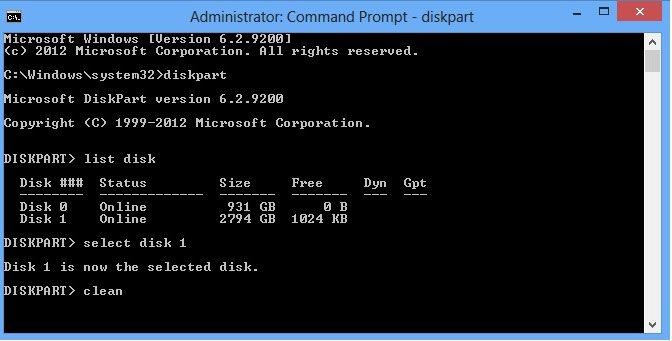 Administrator: Command Prompt - diskpart
Microsoft Windows [Version 6.2.9200]
(c) 2012 Microsoft Corporation. All rights reserved.
C:\Windows\system32>diskpart
Microsoft DiskPart version 6.2.9200
Copyright (C) 1999-2012 Microsoft Corporation.
DISKPART> list disk
  Disk ###  Status         Size     Free     Dyn  Gpt
  --------  -------------  -------  -------  ---  ---
  Disk 0    Online          931 GB      0 B
  Disk 1    Online         2794 GB  1024 KB
DISKPART> select disk 1
Disk 1 is now the selected disk.
DISKPART> clean